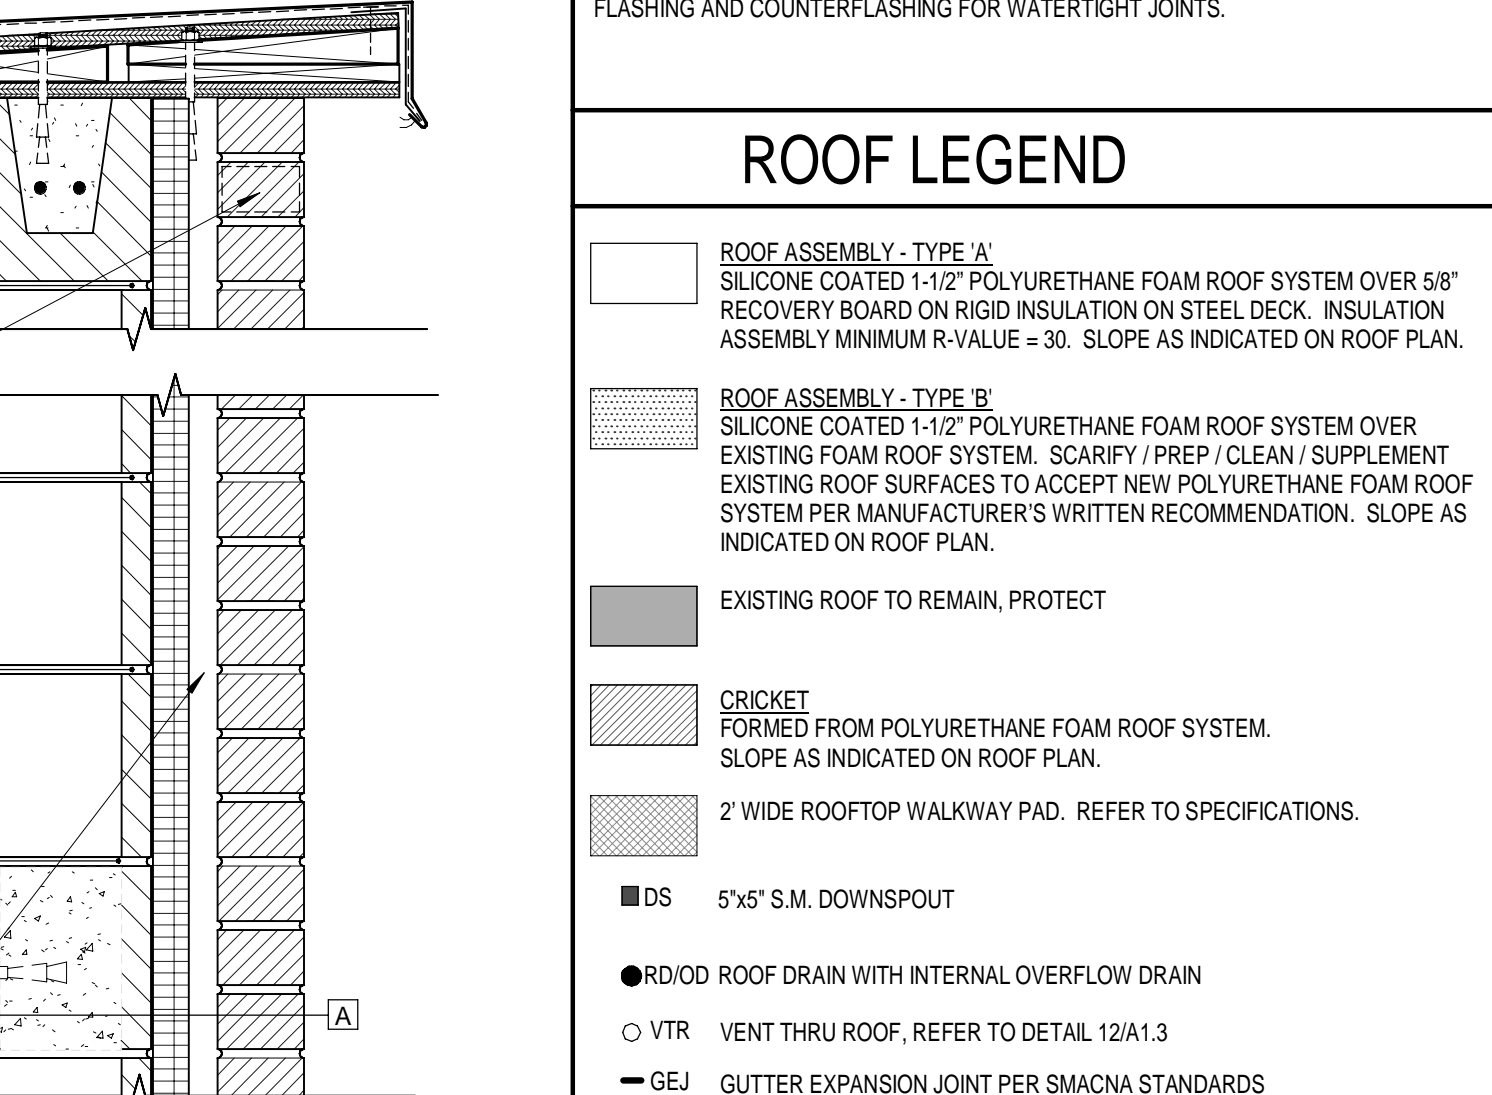 FLASHING AND COUNTERFLASHING FOR WATERTIGHT JOINTS.
ROOF LEGEND
ROOF ASSEMBLY - TYPE 'A'
SILICONE COATED 1-1/2” POLYURETHANE FOAM ROOF SYSTEM OVER 5/8”
RECOVERY BOARD ON RIGID INSULATION ON STEEL DECK. INSULATION
ASSEMBLY MINIMUM R-VALUE = 30. SLOPE AS INDICATED ON ROOF PLAN.
ROOF ASSEMBLY - TYPE 'B'
SILICONE COATED 1-1/2” POLYURETHANE FOAM ROOF SYSTEM OVER
EXISTING FOAM ROOF SYSTEM. SCARIFY / PREP / CLEAN / SUPPLEMENT
EXISTING ROOF SURFACES TO ACCEPT NEW POLYURETHANE FOAM ROOF
SYSTEM PER MANUFACTURER’S WRITTEN RECOMMENDATION. SLOPE AS
INDICATED ON ROOF PLAN.
EXISTING ROOF TO REMAIN, PROTECT
CRICKET
FORMED FROM POLYURETHANE FOAM ROOF SYSTEM.
SLOPE AS INDICATED ON ROOF PLAN.
2’ WIDE ROOFTOP WALKWAY PAD. REFER TO SPECIFICATIONS.
DS 5"x5" S.M. DOWNSPOUT
RD/OD ROOF DRAIN WITH INTERNAL OVERFLOW DRAIN
VTR VENT THRU ROOF, REFER TO DETAIL 12/A1.3
GEJ GUTTER EXPANSION JOINT PER SMACNA STANDARDS
A